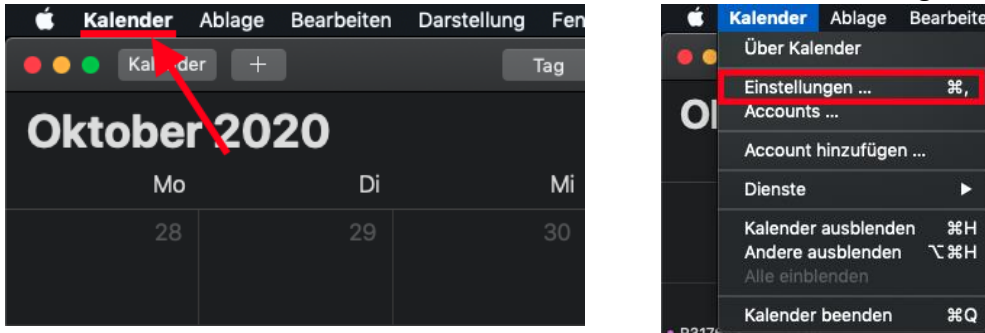 Kalender Ablage Bearbeiten Darstellung Fen
Kalender + Tag
Oktober 2020
Mo Di Mi
28 29 30
Kalender Ablage Bearbeite
Über Kalender
Einstellungen ... ⌘,
Accounts ...
Account hinzufügen ...
Dienste ▶
Kalender ausblenden ⌘H
Andere ausblenden ⌥⌘H
Alle einblenden
Kalender beenden ⌘Q